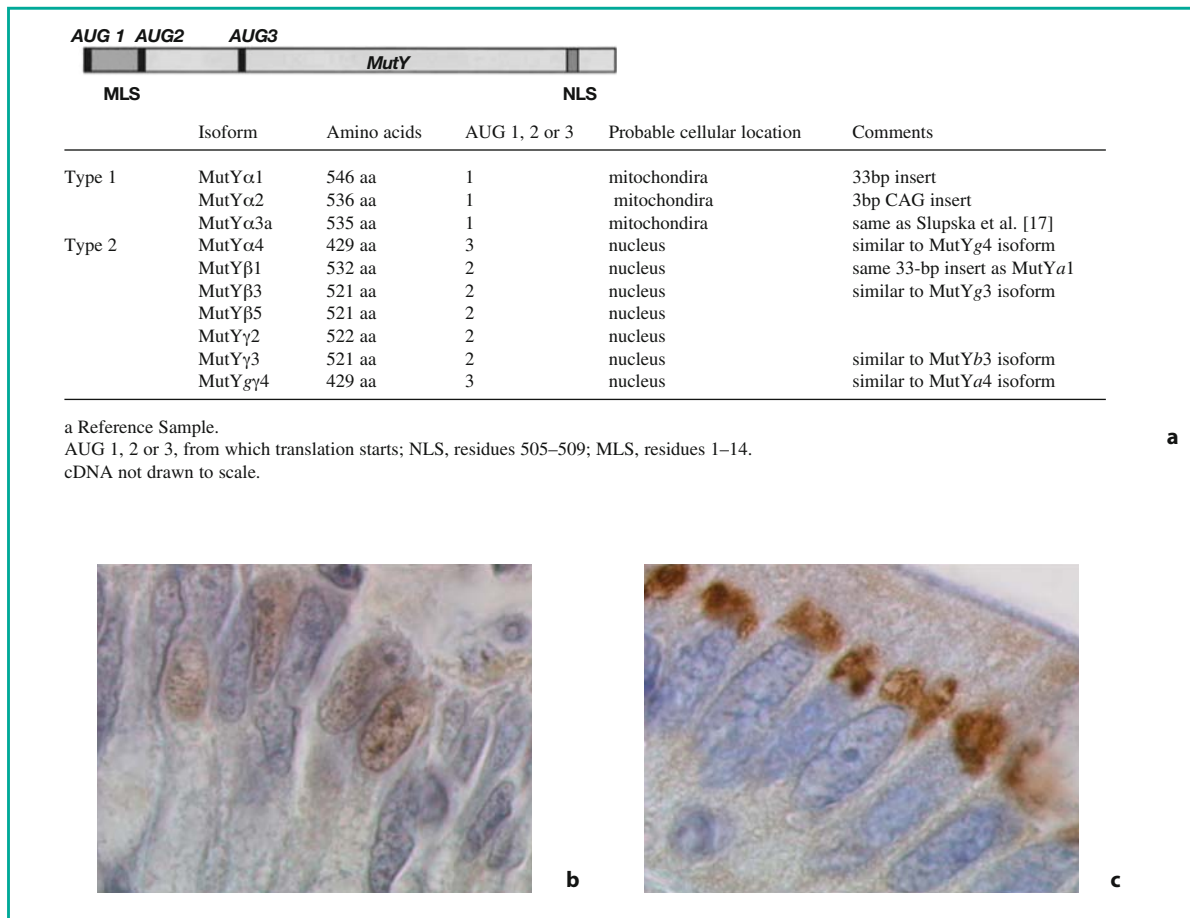 AUG 1 AUG2 AUG3
MutY
MLS NLS
Isoform Amino acids AUG 1, 2 or 3 Probable cellular location Comments
Type 1 MutYα1 546 aa 1 mitochondira 33bp insert
MutYα2 536 aa 1 mitochondira 3bp CAG insert
MutYα3a 535 aa 1 mitochondira same as Slupska et al. [17]
Type 2 MutYα4 429 aa 3 nucleus similar to MutYg4 isoform
MutYβ1 532 aa 2 nucleus same 33-bp insert as MutYa1
MutYβ3 521 aa 2 nucleus similar to MutYg3 isoform
MutYβ5 521 aa 2 nucleus
MutYγ2 522 aa 2 nucleus
MutYγ3 521 aa 2 nucleus similar to MutYb3 isoform
MutYgγ4 429 aa 3 nucleus similar to MutYa4 isoform
a Reference Sample.
AUG 1, 2 or 3, from which translation starts; NLS, residues 505–509; MLS, residues 1–14.
cDNA not drawn to scale.
a
b
c